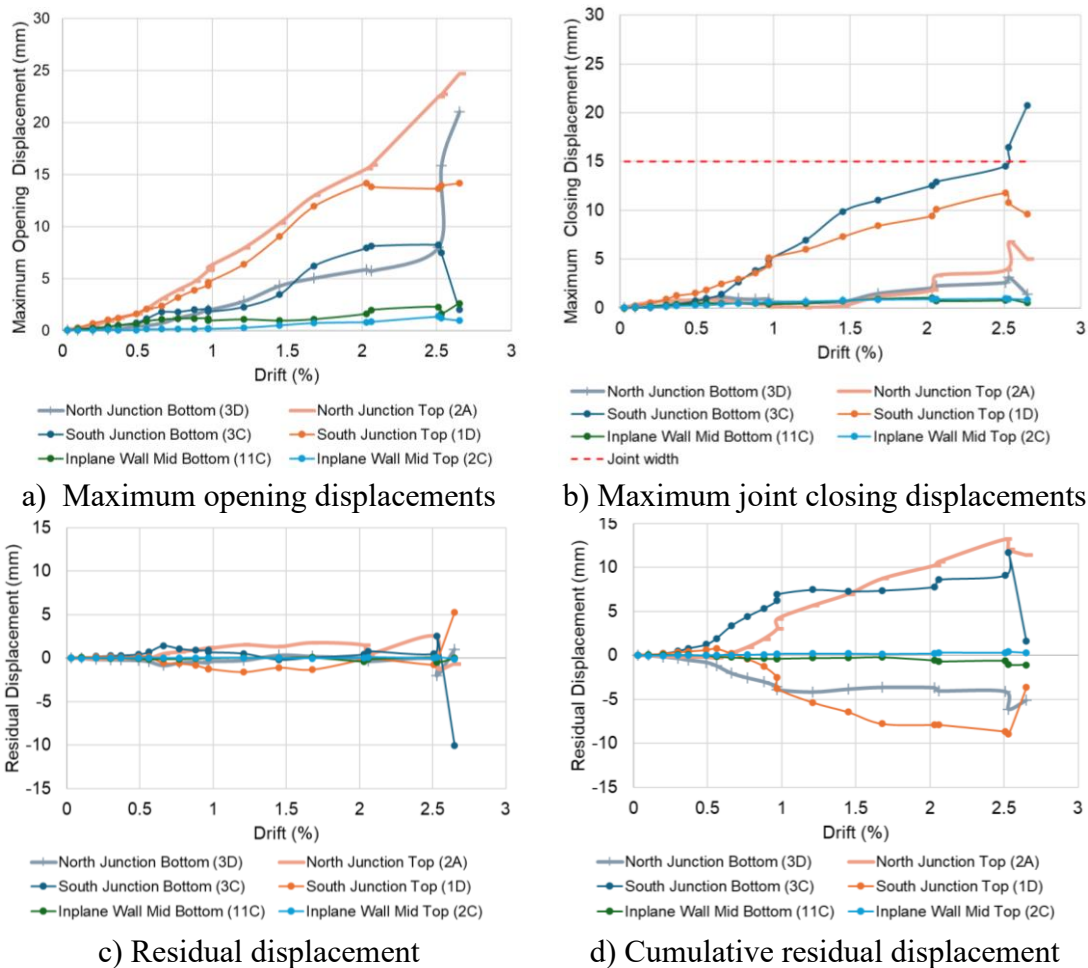 30
25
20
15
10
5
0
Maximum Opening Displacement (mm)
0 0.5 1 1.5 2 2.5 3
Drift (%)
North Junction Bottom (3D) North Junction Top (2A)
South Junction Bottom (3C) South Junction Top (1D)
Inplane Wall Mid Bottom (11C) Inplane Wall Mid Top (2C)
a) Maximum opening displacements
30
25
20
15
10
5
0
Maximum Closing Displacement (mm)
0 0.5 1 1.5 2 2.5 3
Drift (%)
North Junction Bottom (3D) North Junction Top (2A)
South Junction Bottom (3C) South Junction Top (1D)
Inplane Wall Mid Bottom (11C) Inplane Wall Mid Top (2C)
Joint width
b) Maximum joint closing displacements
15
10
5
0
-5
-10
-15
Residual Displacement (mm)
0 0.5 1 1.5 2 2.5 3
Drift (%)
North Junction Bottom (3D) North Junction Top (2A)
South Junction Bottom (3C) South Junction Top (1D)
Inplane Wall Mid Bottom (11C) Inplane Wall Mid Top (2C)
c) Residual displacement
15
10
5
0
-5
-10
-15
Residual Displacement (mm)
0 0.5 1 1.5 2 2.5 3
Drift (%)
North Junction Bottom (3D) North Junction Top (2A)
South Junction Bottom (3C) South Junction Top (1D)
Inplane Wall Mid Bottom (11C) Inplane Wall Mid Top (2C)
d) Cumulative residual displacement